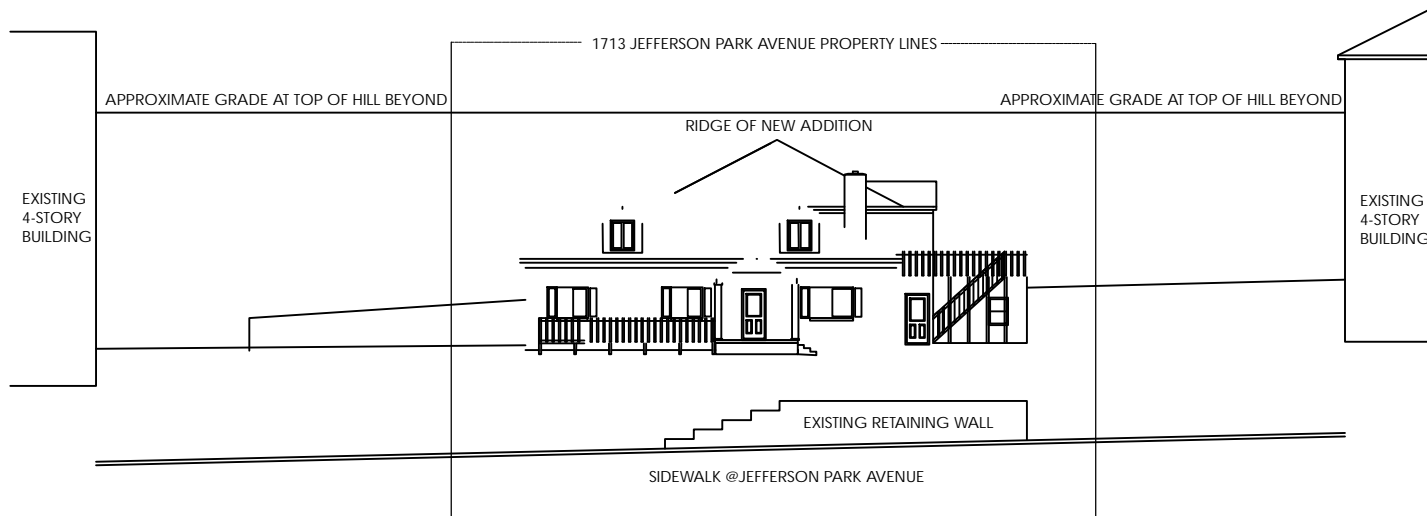 1713 JEFFERSON PARK AVENUE PROPERTY LINES
APPROXIMATE GRADE AT TOP OF HILL BEYOND
APPROXIMATE GRADE AT TOP OF HILL BEYOND
RIDGE OF NEW ADDITION
EXISTING
4-STORY
BUILDING
EXISTING
4-STORY
BUILDING
EXISTING RETAINING WALL
SIDEWALK @JEFFERSON PARK AVENUE